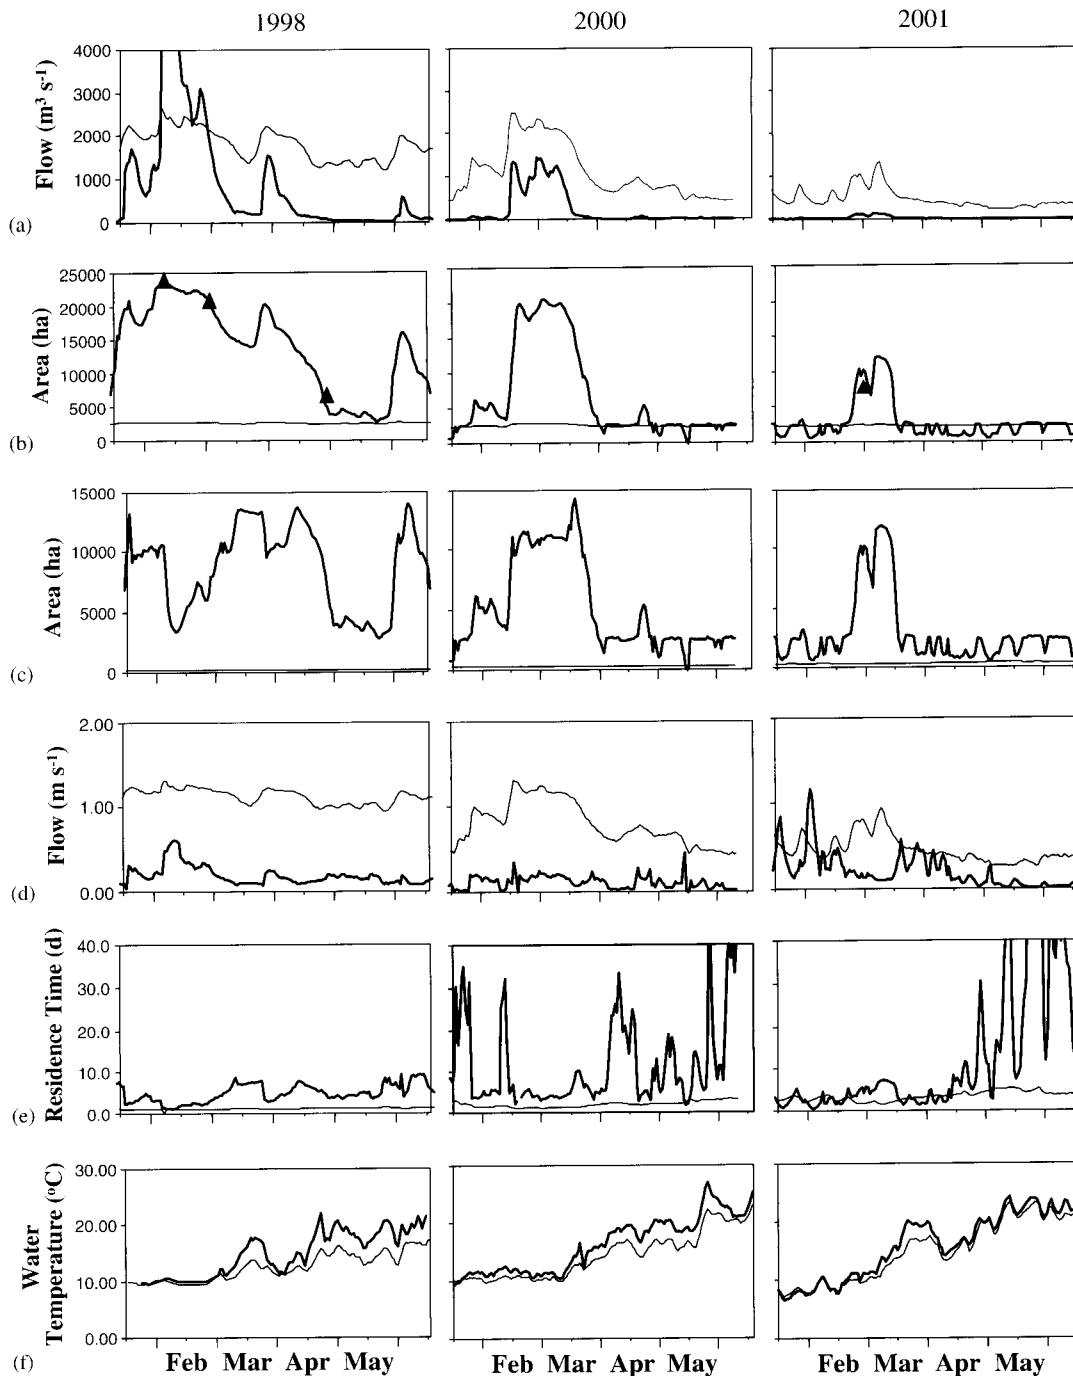 1998 2000 2001
Flow (m³ s⁻¹)
4000
3000
2000
1000
0
(a)
Area (ha)
25000
20000
15000
10000
5000
0
(b)
Area (ha)
15000
10000
5000
0
(c)
Flow (m s⁻¹)
2.00
1.00
0.00
(d)
Residence Time (d)
40.0
30.0
20.0
10.0
0.0
(e)
Water
Temperature (°C)
30.00
20.00
10.00
0.00
(f)
Feb Mar Apr May Feb Mar Apr May Feb Mar Apr May